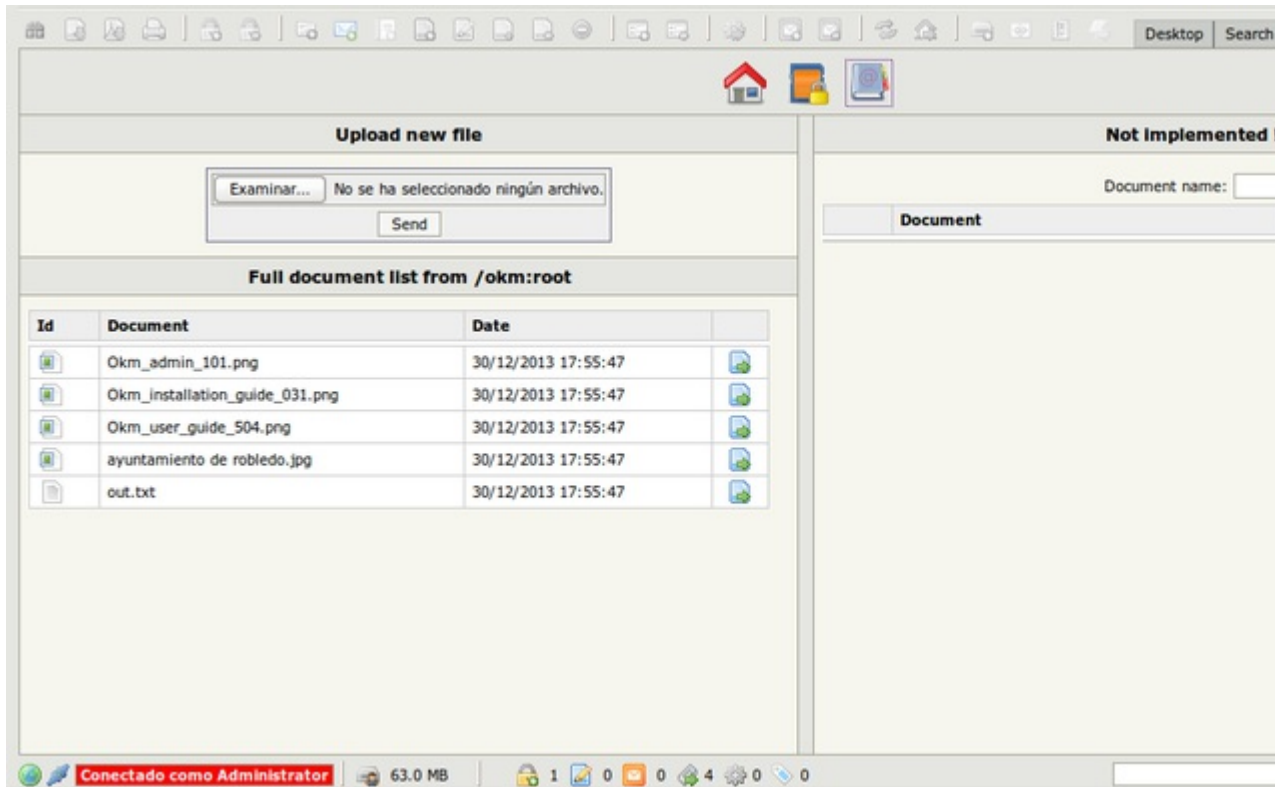 Desktop Search
Upload new file
Not implemented
Examinar... No se ha seleccionado ningún archivo.
Document name:
Send
Document
Full document list from /okm:root
Id Document Date
Okm_admin_101.png 30/12/2013 17:55:47
Okm_installation_guide_031.png 30/12/2013 17:55:47
Okm_user_guide_504.png 30/12/2013 17:55:47
ayuntamiento de robledo.jpg 30/12/2013 17:55:47
out.txt 30/12/2013 17:55:47
Conectado como Administrator 63.0 MB 1 0 0 4 0 0